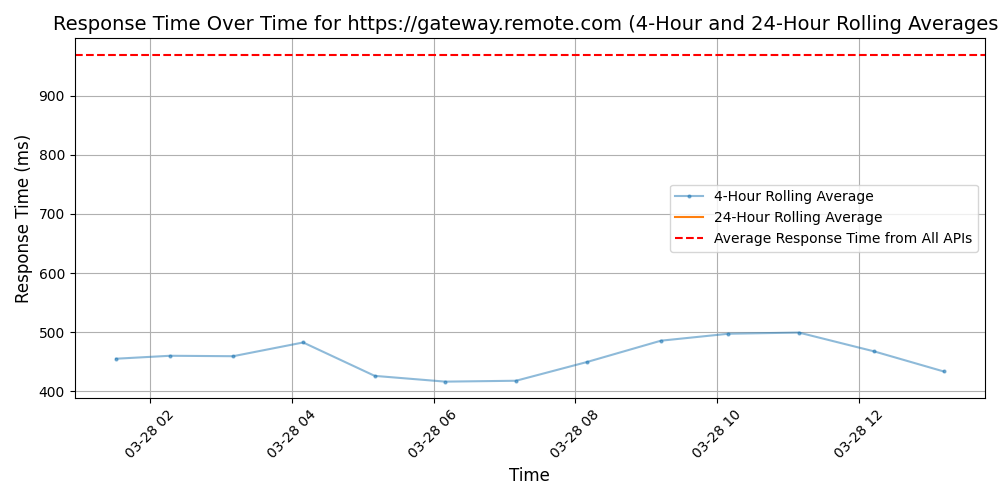 Response Time Over Time for https://gateway.remote.com (4-Hour and 24-Hour Rolling Averages
Response Time (ms)
900
800
700
600
500
400
4-Hour Rolling Average
24-Hour Rolling Average
Average Response Time from All APIs
03-28 02
03-28 04
03-28 06
03-28 08
03-28 10
03-28 12
Time